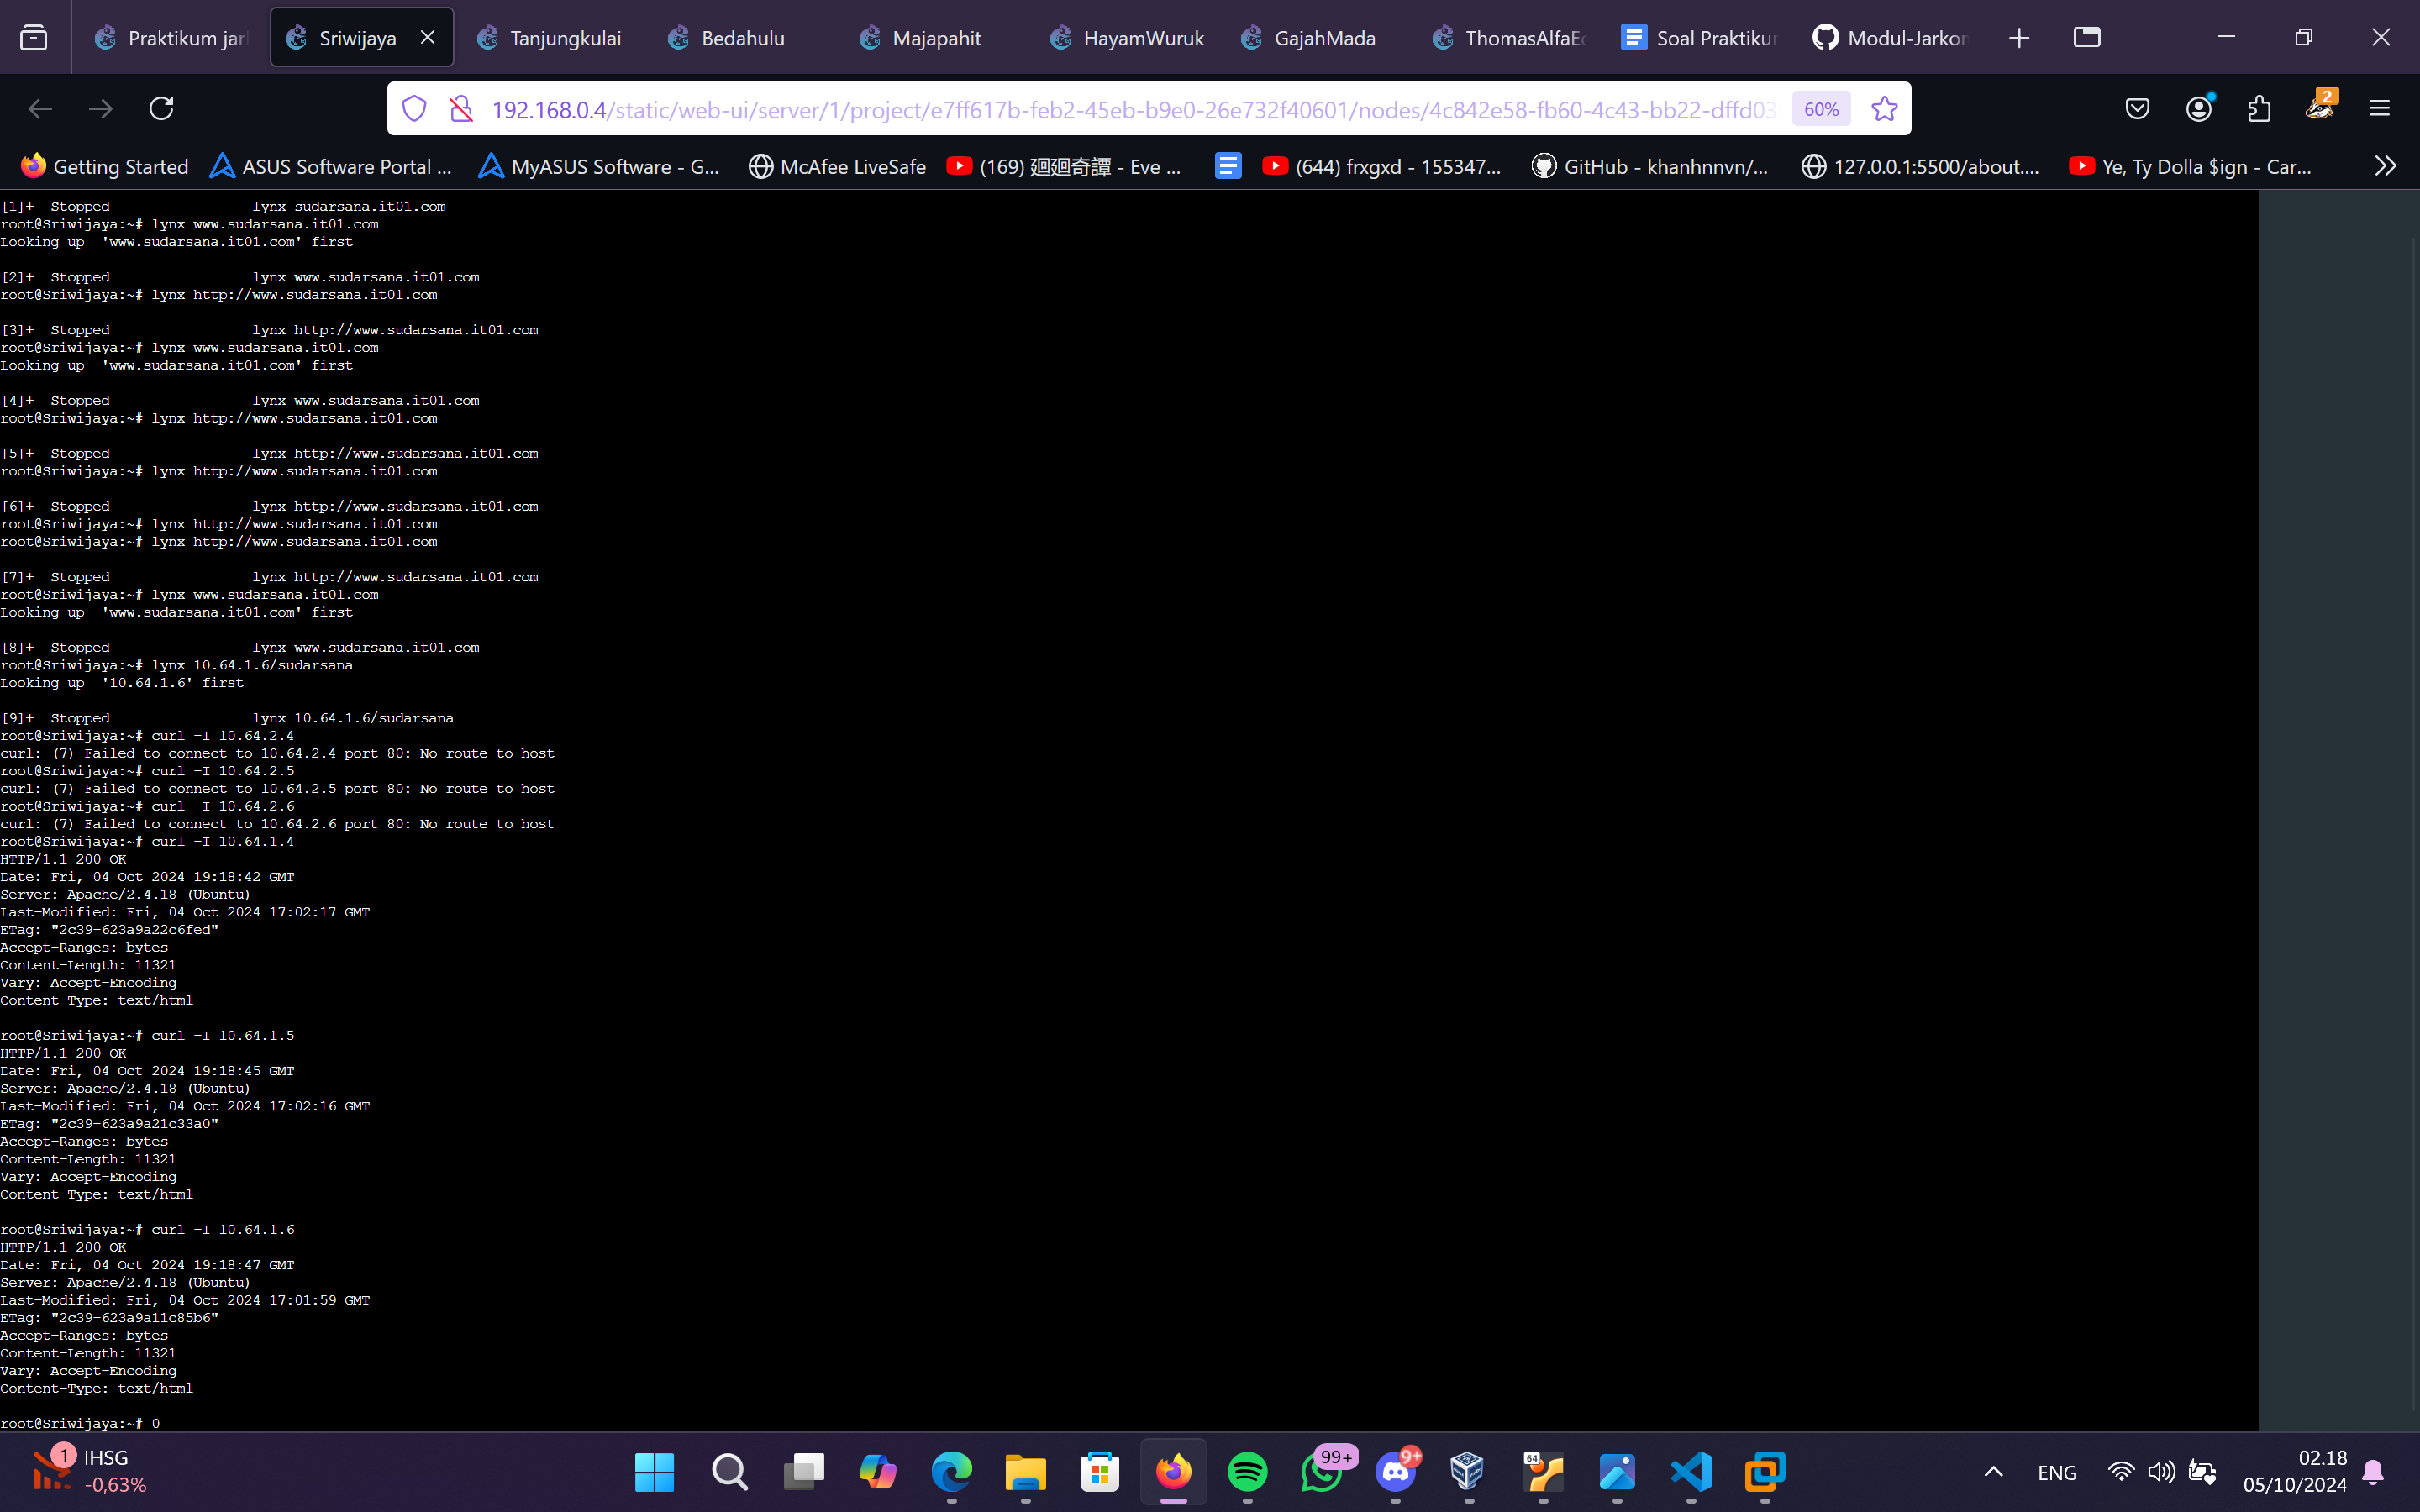 Praktikum jar
Sriwijaya
Tanjungkulai
Bedahulu
Majapahit
HayamWuruk
GajahMada
ThomasAlfaEd
Soal Praktikur
Modul-Jarkon
192.168.0.4/static/web-ui/server/1/project/e7ff617b-feb2-45eb-b9e0-26e732f40601/nodes/4c842e58-fb60-4c43-bb22-dffd03
60%
2
Getting Started
ASUS Software Portal ...
MyASUS Software - G...
McAfee LiveSafe
(169) 廻廻奇譚 - Eve ...
(644) frxgxd - 155347...
GitHub - khanhnnvn/...
127.0.0.1:5500/about....
Ye, Ty Dolla $ign - Car...
[1]+  Stopped                 lynx sudarsana.it01.com
root@Sriwijaya:~# lynx www.sudarsana.it01.com
Looking up  'www.sudarsana.it01.com' first
[2]+  Stopped                 lynx www.sudarsana.it01.com
root@Sriwijaya:~# lynx http://www.sudarsana.it01.com
[3]+  Stopped                 lynx http://www.sudarsana.it01.com
root@Sriwijaya:~# lynx www.sudarsana.it01.com
Looking up  'www.sudarsana.it01.com' first
[4]+  Stopped                 lynx www.sudarsana.it01.com
root@Sriwijaya:~# lynx http://www.sudarsana.it01.com
[5]+  Stopped                 lynx http://www.sudarsana.it01.com
root@Sriwijaya:~# lynx http://www.sudarsana.it01.com
[6]+  Stopped                 lynx http://www.sudarsana.it01.com
root@Sriwijaya:~# lynx http://www.sudarsana.it01.com
root@Sriwijaya:~# lynx http://www.sudarsana.it01.com
[7]+  Stopped                 lynx http://www.sudarsana.it01.com
root@Sriwijaya:~# lynx www.sudarsana.it01.com
Looking up  'www.sudarsana.it01.com' first
[8]+  Stopped                 lynx www.sudarsana.it01.com
root@Sriwijaya:~# lynx 10.64.1.6/sudarsana
Looking up  '10.64.1.6' first
[9]+  Stopped                 lynx 10.64.1.6/sudarsana
root@Sriwijaya:~# curl -I 10.64.2.4
curl: (7) Failed to connect to 10.64.2.4 port 80: No route to host
root@Sriwijaya:~# curl -I 10.64.2.5
curl: (7) Failed to connect to 10.64.2.5 port 80: No route to host
root@Sriwijaya:~# curl -I 10.64.2.6
curl: (7) Failed to connect to 10.64.2.6 port 80: No route to host
root@Sriwijaya:~# curl -I 10.64.1.4
HTTP/1.1 200 OK
Date: Fri, 04 Oct 2024 19:18:42 GMT
Server: Apache/2.4.18 (Ubuntu)
Last-Modified: Fri, 04 Oct 2024 17:02:17 GMT
ETag: "2c39-623a9a22c6fed"
Accept-Ranges: bytes
Content-Length: 11321
Vary: Accept-Encoding
Content-Type: text/html
root@Sriwijaya:~# curl -I 10.64.1.5
HTTP/1.1 200 OK
Date: Fri, 04 Oct 2024 19:18:45 GMT
Server: Apache/2.4.18 (Ubuntu)
Last-Modified: Fri, 04 Oct 2024 17:02:16 GMT
ETag: "2c39-623a9a21c33a0"
Accept-Ranges: bytes
Content-Length: 11321
Vary: Accept-Encoding
Content-Type: text/html
root@Sriwijaya:~# curl -I 10.64.1.6
HTTP/1.1 200 OK
Date: Fri, 04 Oct 2024 19:18:47 GMT
Server: Apache/2.4.18 (Ubuntu)
Last-Modified: Fri, 04 Oct 2024 17:01:59 GMT
ETag: "2c39-623a9a11c85b6"
Accept-Ranges: bytes
Content-Length: 11321
Vary: Accept-Encoding
Content-Type: text/html
root@Sriwijaya:~# 0
1
IHSG
-0,63%
99+
9+
64
ENG
02.18
05/10/2024